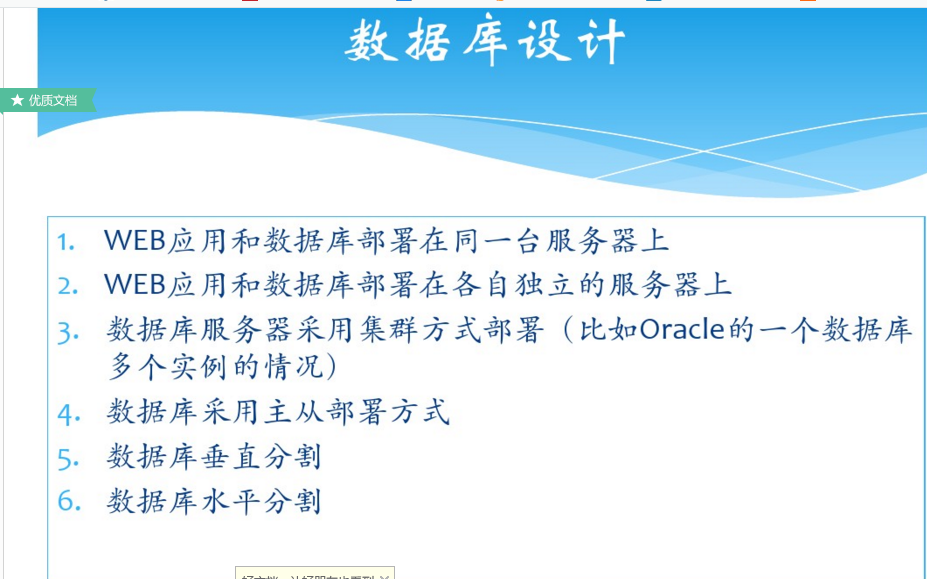 数据库设计
优质文档
1. WEB应用和数据库部署在同一台服务器上
2. WEB应用和数据库部署在各自独立的服务器上
3. 数据库服务器采用集群方式部署（比如Oracle的一个数据库
多个实例的情况）
4. 数据库采用主从部署方式
5. 数据库垂直分割
6. 数据库水平分割